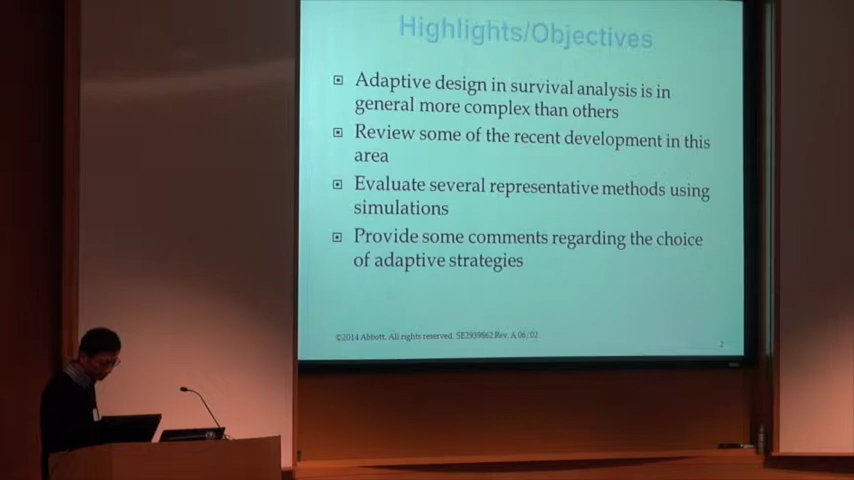 Highlights/Objectives
Adaptive design in survival analysis is in
general more complex than others
Review some of the recent development in this
area
Evaluate several representative methods using
simulations
Provide some comments regarding the choice
of adaptive strategies
©2014 Abbott. All rights reserved. SE2939862 Rev. A 06/02
2